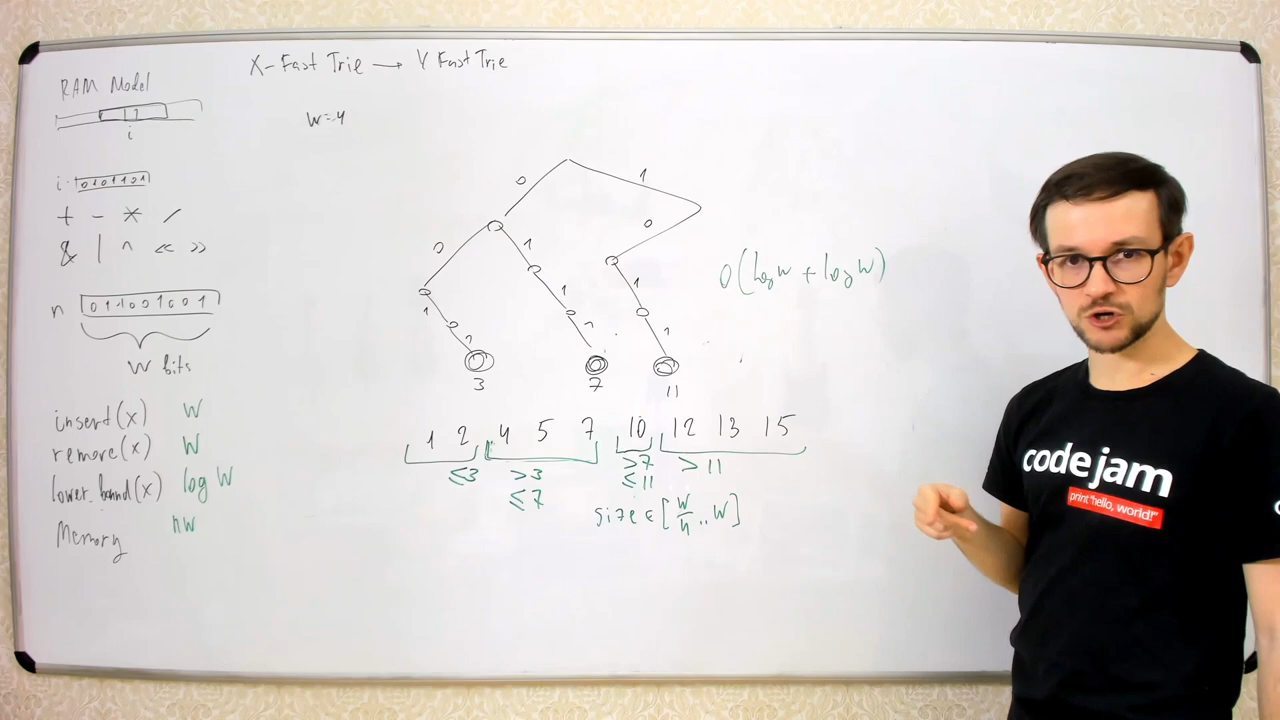 RAM Model
i
i 0101101
+ - * /
& | ^ << >>
n 011001001
W bits
insert(x) W
remove(x) W
lower_bound(x) log W
Memory nW
X-Fast Trie → Y Fast Trie
W=4
0 1
0 1 0
1 1 1
1 1 1
3 7 11
O(log W + log W)
1 2 4 5 7 10 12 13 15
≤3 >3 ≤7 >7 ≤11 >11
size ∈ [W/4..W]
code jam
print "hello, world!"